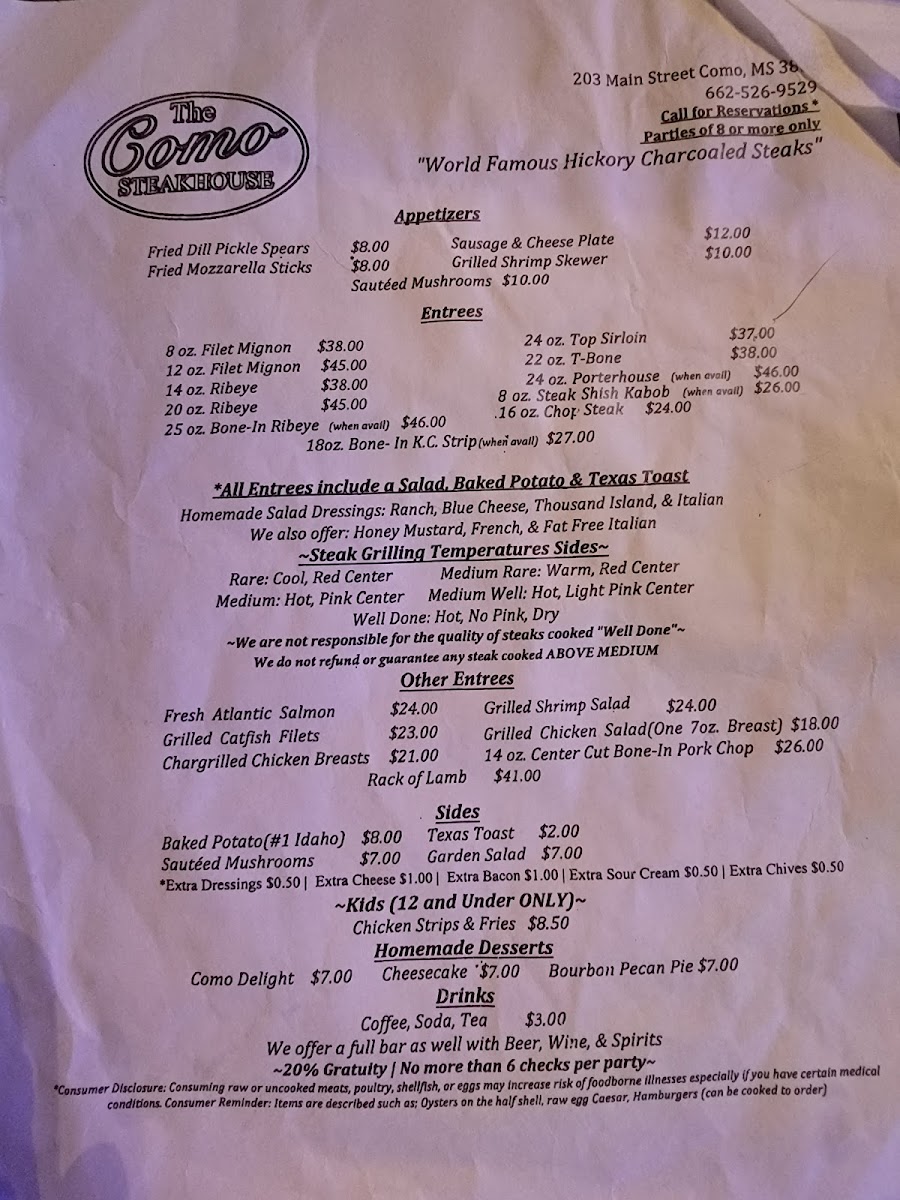 The
Como
STEAKHOUSE
203 Main Street Como, MS 38
662-526-9529
Call for Reservations*
Parties of 8 or more only
"World Famous Hickory Charcoaled Steaks"
Appetizers
Fried Dill Pickle Spears $8.00 Sausage & Cheese Plate $12.00
Fried Mozzarella Sticks $8.00 Grilled Shrimp Skewer $10.00
Sautéed Mushrooms $10.00
Entrees
8 oz. Filet Mignon $38.00 24 oz. Top Sirloin $37.00
12 oz. Filet Mignon $45.00 22 oz. T-Bone $38.00
14 oz. Ribeye $38.00 24 oz. Porterhouse (when avail) $46.00
20 oz. Ribeye $45.00 8 oz. Steak Shish Kabob (when avail) $26.00
25 oz. Bone-In Ribeye (when avail) $46.00 16 oz. Chop Steak $24.00
18oz. Bone- In K.C. Strip(when avail) $27.00
*All Entrees include a Salad, Baked Potato & Texas Toast
Homemade Salad Dressings: Ranch, Blue Cheese, Thousand Island, & Italian
We also offer: Honey Mustard, French, & Fat Free Italian
~Steak Grilling Temperatures Sides~
Rare: Cool, Red Center Medium Rare: Warm, Red Center
Medium: Hot, Pink Center Medium Well: Hot, Light Pink Center
Well Done: Hot, No Pink, Dry
~We are not responsible for the quality of steaks cooked "Well Done"~
We do not refund or guarantee any steak cooked ABOVE MEDIUM
Other Entrees
Fresh Atlantic Salmon $24.00 Grilled Shrimp Salad $24.00
Grilled Catfish Filets $23.00 Grilled Chicken Salad(One 7oz. Breast) $18.00
Chargrilled Chicken Breasts $21.00 14 oz. Center Cut Bone-In Pork Chop $26.00
Rack of Lamb $41.00
Sides
Baked Potato(#1 Idaho) $8.00 Texas Toast $2.00
Sautéed Mushrooms $7.00 Garden Salad $7.00
*Extra Dressings $0.50 | Extra Cheese $1.00 | Extra Bacon $1.00 | Extra Sour Cream $0.50 | Extra Chives $0.50
~Kids (12 and Under ONLY)~
Chicken Strips & Fries $8.50
Homemade Desserts
Como Delight $7.00 Cheesecake $7.00 Bourbon Pecan Pie $7.00
Drinks
Coffee, Soda, Tea $3.00
We offer a full bar as well with Beer, Wine, & Spirits
~20% Gratuity | No more than 6 checks per party~
*Consumer Disclosure: Consuming raw or uncooked meats, poultry, shellfish, or eggs may increase risk of foodborne illnesses especially if you have certain medical
conditions. Consumer Reminder: Items are described such as; Oysters on the half shell, raw egg Caesar, Hamburgers (can be cooked to order)